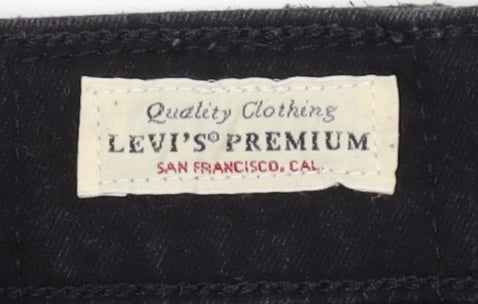 Quality Clothing
LEVI'S® PREMIUM
SAN FRANCISCO, CAL.